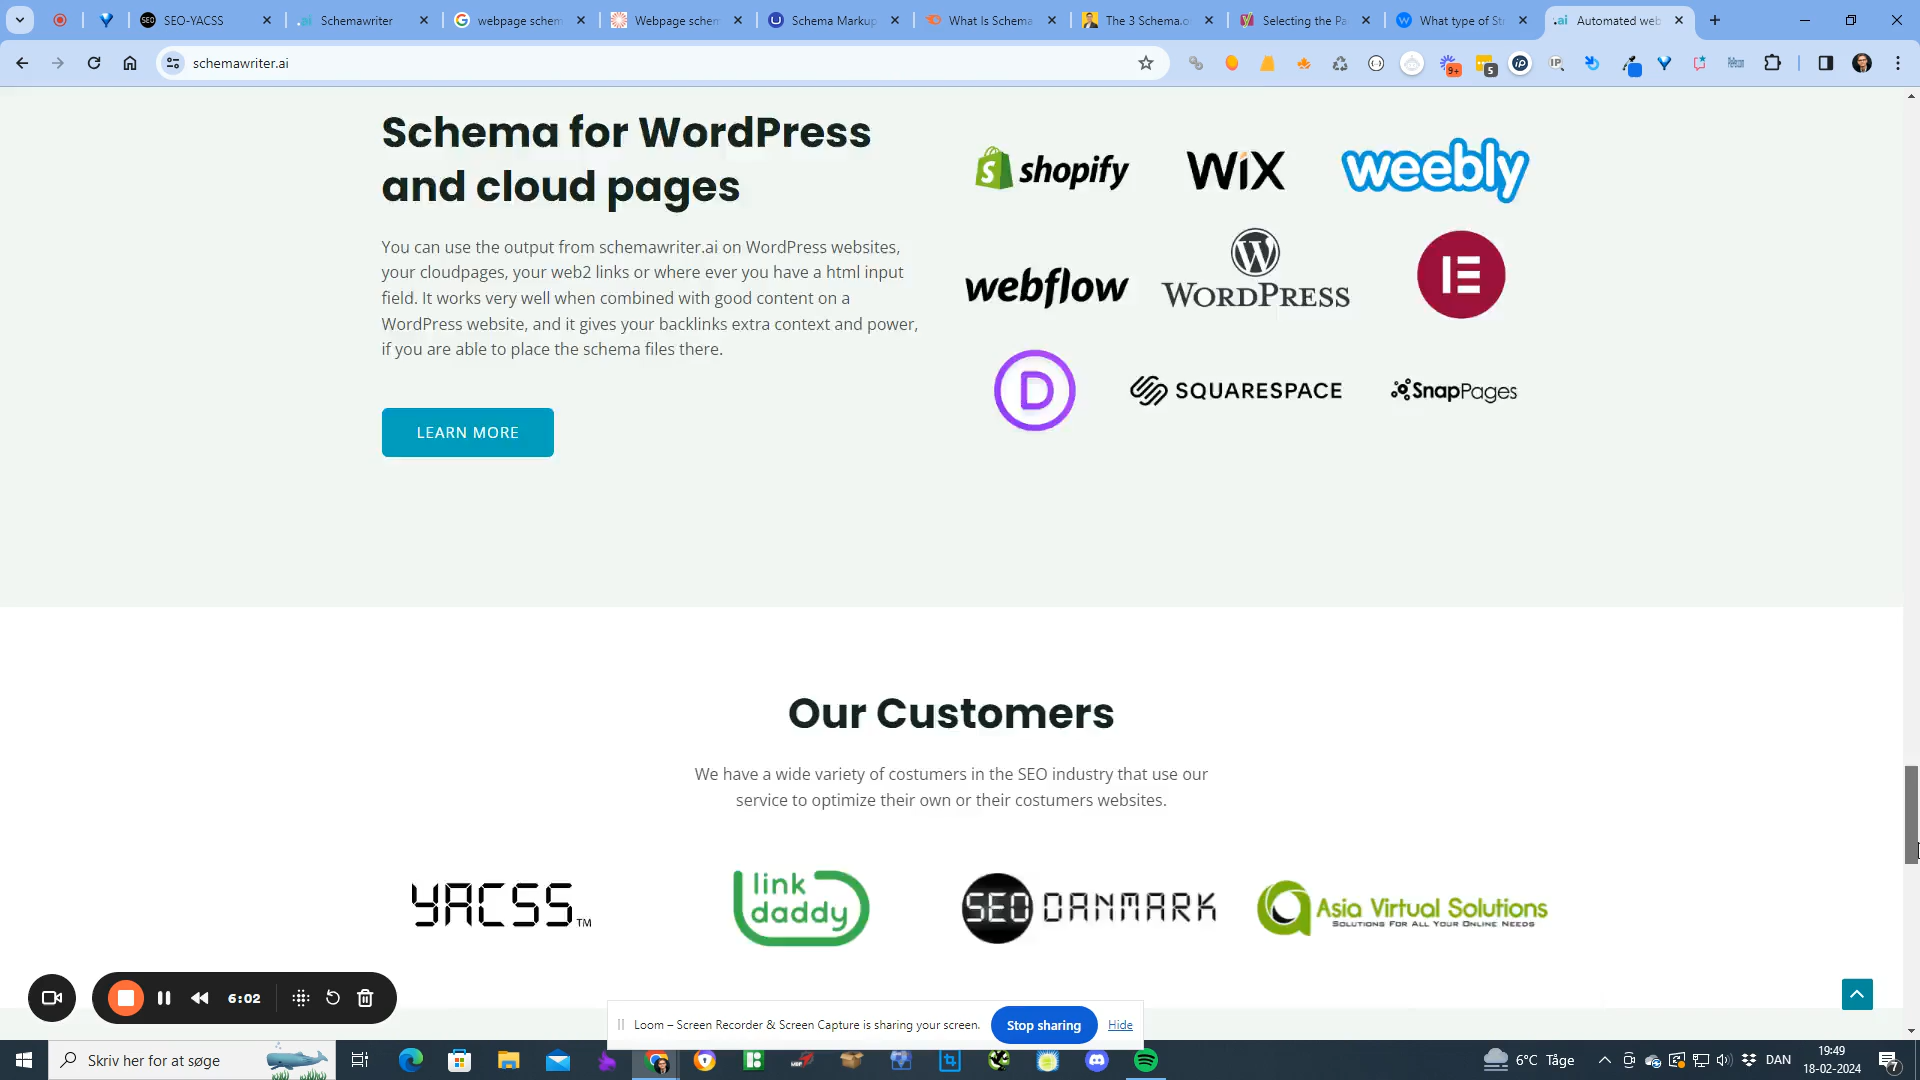 SEO-YACSS
Schemawriter
webpage schem
Webpage schem
Schema Markup
What Is Schema
The 3 Schema.o
Selecting the Pa
What type of St
Automated web
schemawriter.ai
9+
5
Schema for WordPress
and cloud pages
You can use the output from schemawriter.ai on WordPress websites,
your cloudpages, your web2 links or where ever you have a html input
field. It works very well when combined with good content on a
WordPress website, and it gives your backlinks extra context and power,
if you are able to place the schema files there.
LEARN MORE
shopify
WiX
weebly
webflow
WORDPRESS
D
SQUARESPACE
SnapPages
Our Customers
We have a wide variety of costumers in the SEO industry that use our
service to optimize their own or their costumers websites.
YACSS TM
link
daddy
SEO DANMARK
Asia Virtual Solutions
SOLUTIONS FOR ALL YOUR ONLINE NEEDS
6:02
Loom – Screen Recorder & Screen Capture is sharing your screen.
Stop sharing
Hide
Skriv her for at søge
6°C Tåge
DAN
19:49
18-02-2024
7